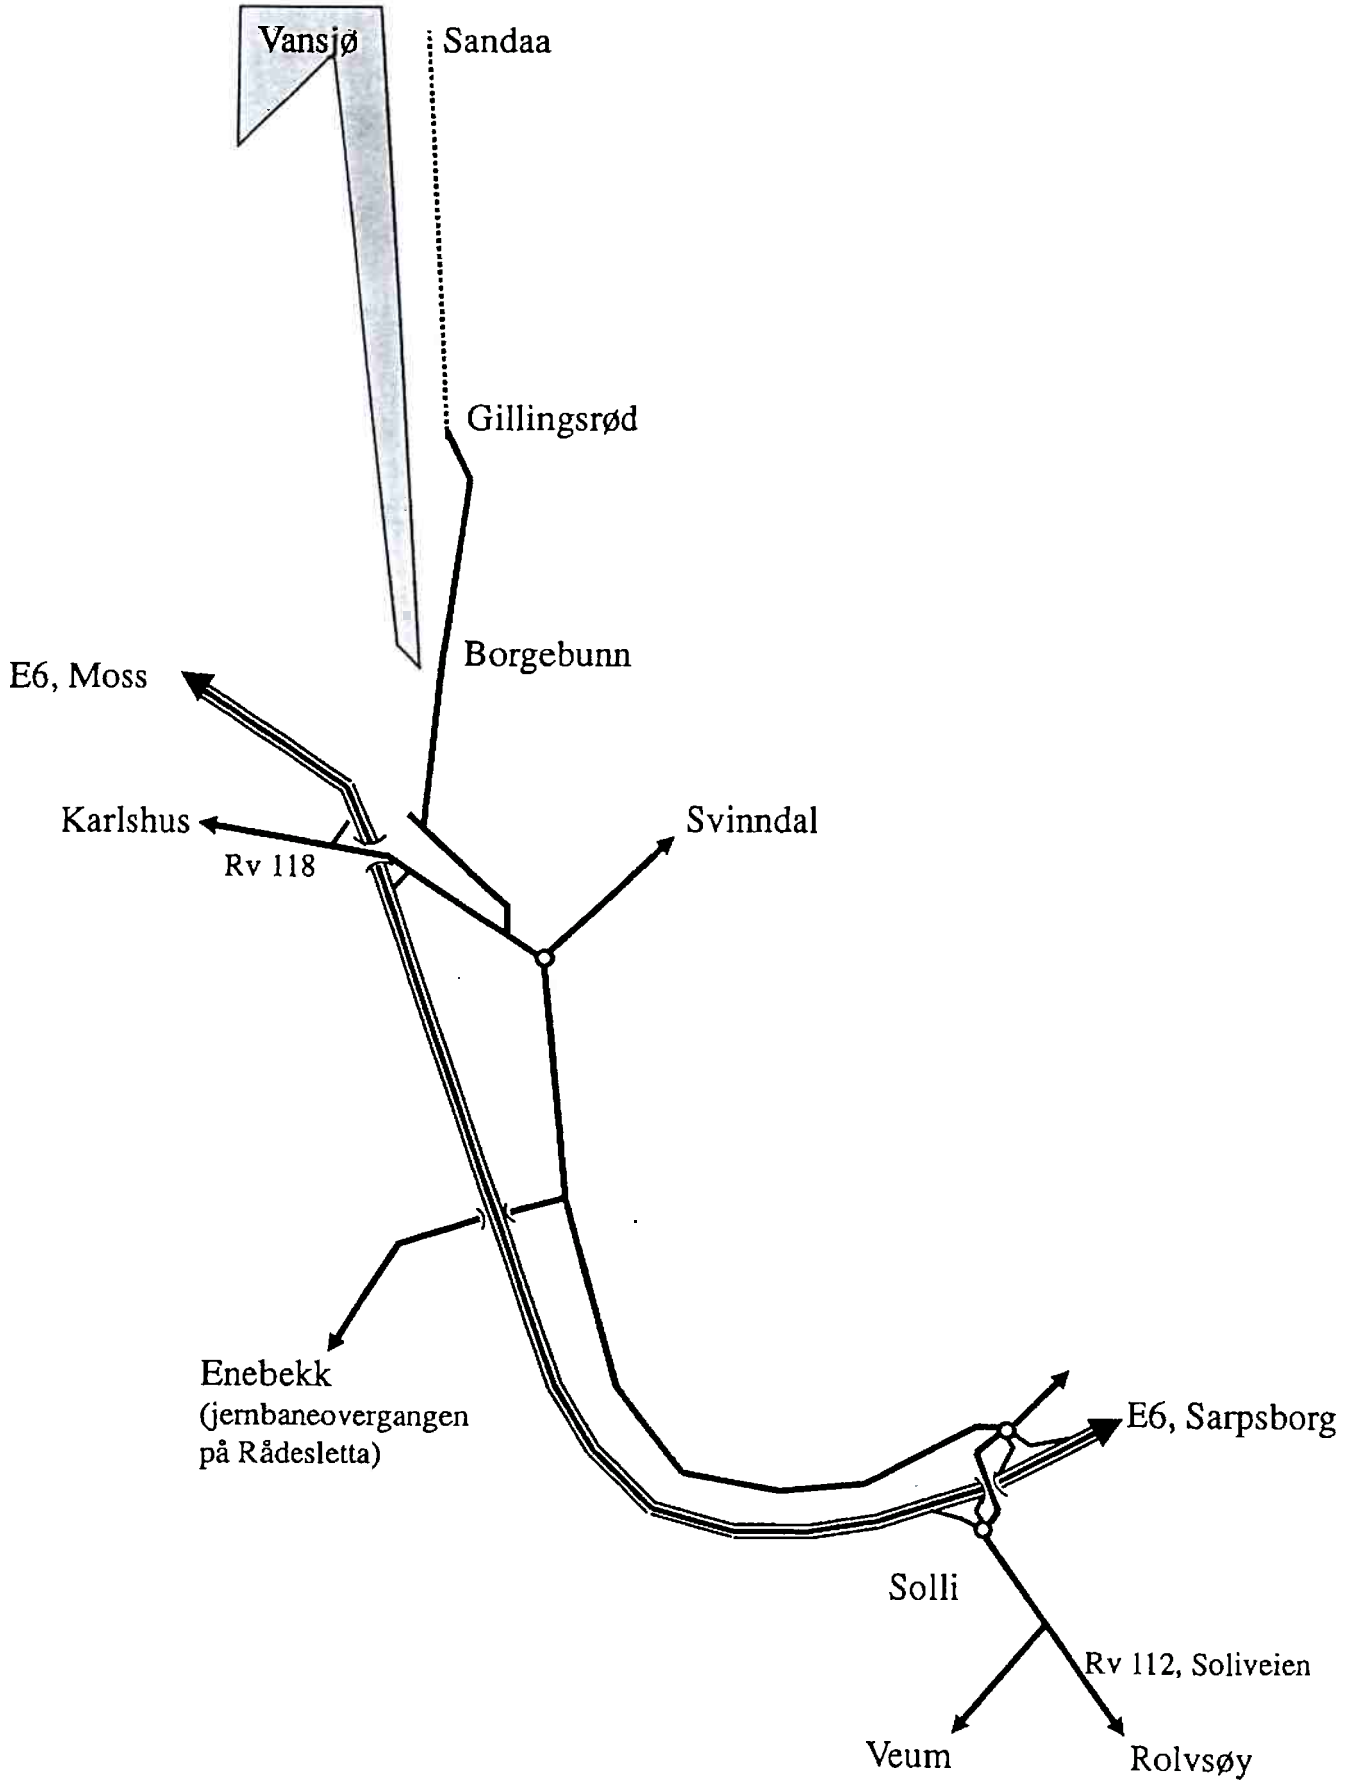 Vansjø
Sandaa
Gillingsrød
Borgebunn
E6, Moss
Karlshus
Svinndal
Rv 118
Enebekk
(jernbaneovergangen
på Rådesletta)
E6, Sarpsborg
Solli
Rv 112, Soliveien
Veum
Rolvsøy